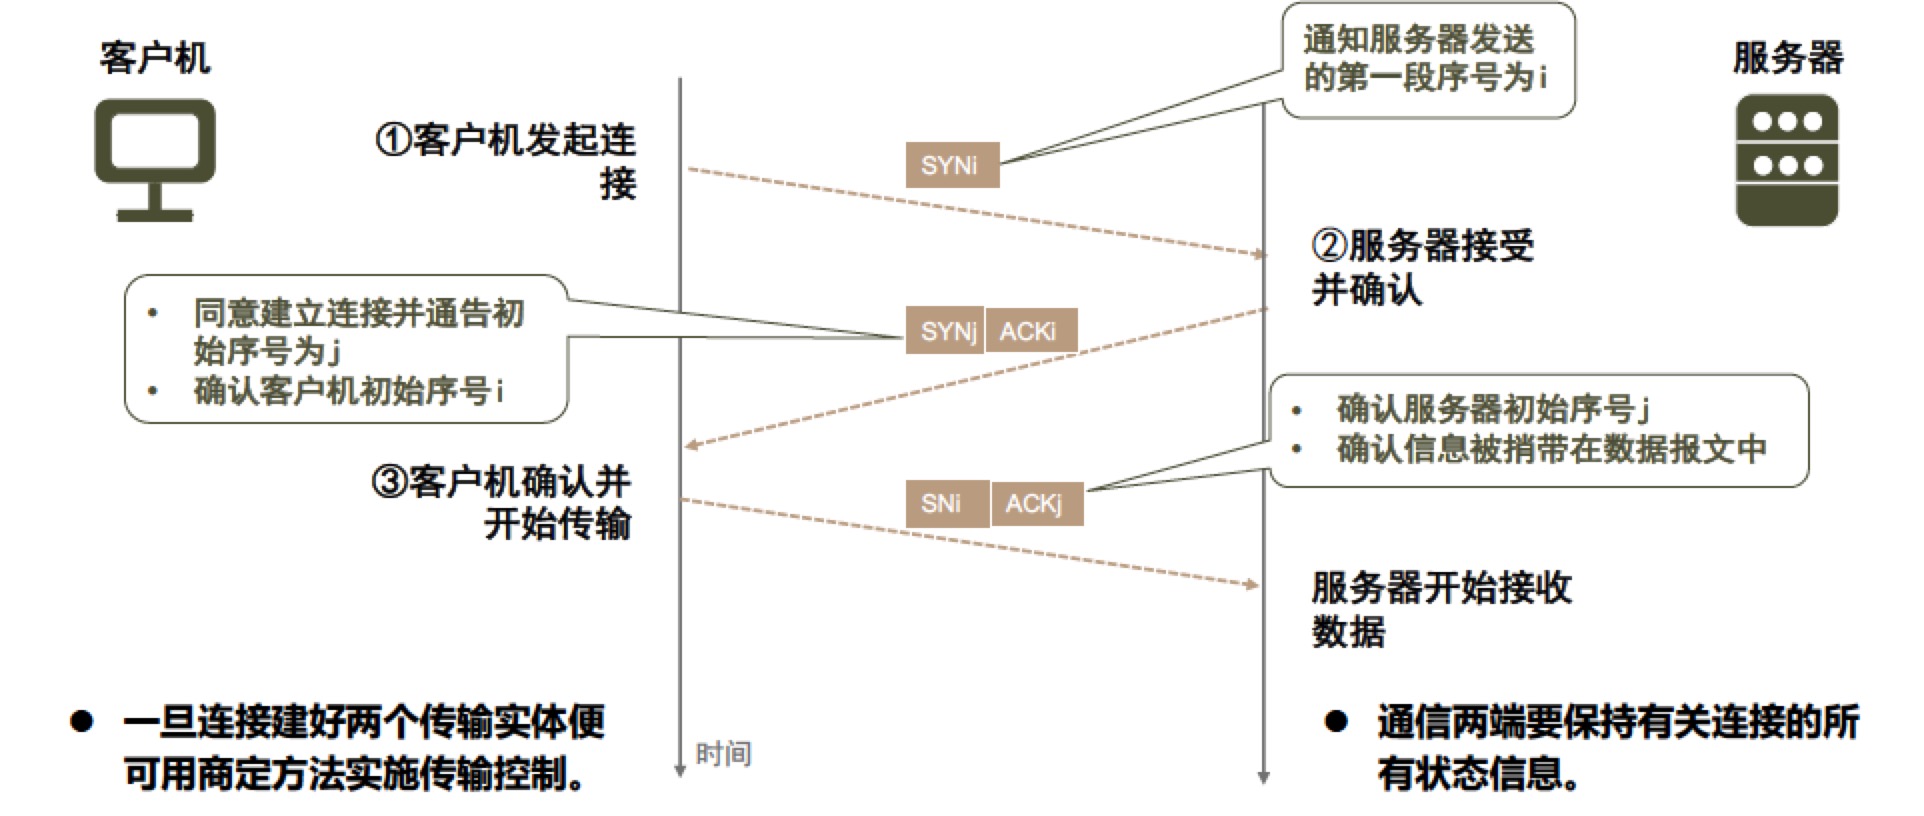 客户机
服务器
通知服务器发送
的第一段序号为i
①客户机发起连
接
SYNi
②服务器接受
并确认
• 同意建立连接并通告初
始序号为j
• 确认客户机初始序号i
SYNj ACKi
• 确认服务器初始序号j
• 确认信息被捎带在数据报文中
③客户机确认并
开始传输
SNi ACKj
服务器开始接收
数据
● 一旦连接建好两个传输实体便
可用商定方法实施传输控制。
时间
● 通信两端要保持有关连接的所
有状态信息。